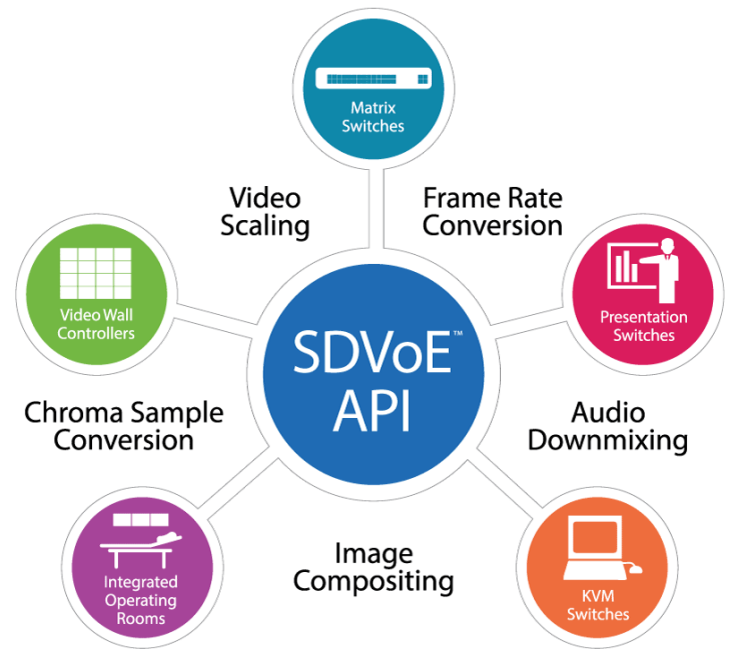 Matrix
Switches
Video
Scaling
Frame Rate
Conversion
Video Wall
Controllers
Presentation
Switches
SDVoE™
API
Chroma Sample
Conversion
Audio
Downmixing
Integrated
Operating
Rooms
Image
Compositing
KVM
Switches